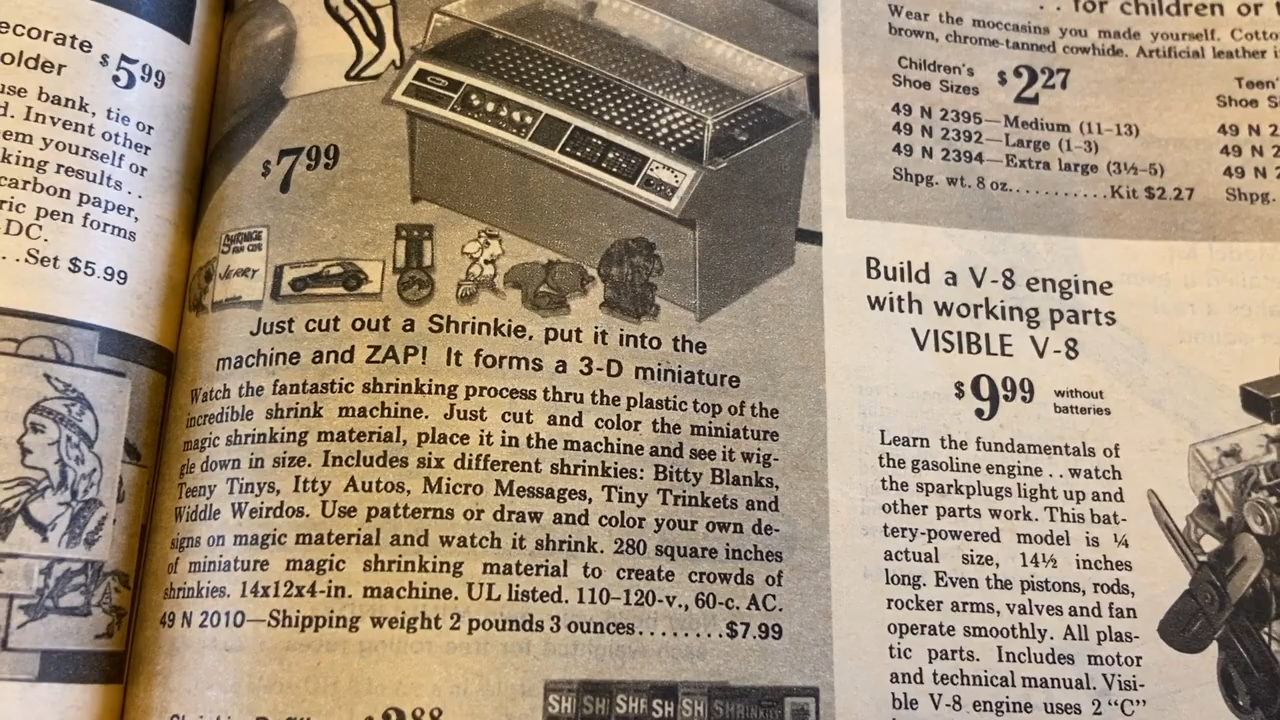 ecorate $5.99
older
use bank, tie or
d. Invent other
em yourself or
king results . .
carbon paper,
ric pen forms
-DC.
. . Set $5.99
$7.99
SHRINKIE
FAN CLUB
JERRY
Just cut out a Shrinkie, put it into the
machine and ZAP! It forms a 3-D miniature
Watch the fantastic shrinking process thru the plastic top of the
incredible shrink machine. Just cut and color the miniature
magic shrinking material, place it in the machine and see it wig-
gle down in size. Includes six different shrinkies: Bitty Blanks,
Teeny Tinys, Itty Autos, Micro Messages, Tiny Trinkets and
Widdle Weirdos. Use patterns or draw and color your own de-
signs on magic material and watch it shrink. 280 square inches
of miniature magic shrinking material to create crowds of
shrinkies. 14x12x4-in. machine. UL listed. 110-120-v., 60-c. AC.
49 N 2010—Shipping weight 2 pounds 3 ounces........$7.99
SHI SHI SHR SH SH SHRINKIES
. . for children or
Wear the moccasins you made yourself. Cotto
brown, chrome-tanned cowhide. Artificial leather
Children's
Shoe Sizes $2.27
49 N 2395—Medium (11-13)
49 N 2392—Large (1-3)
49 N 2394—Extra large (3½-5)
Shpg. wt. 8 oz...........Kit $2.27
Teen
Shoe S
49 N 2
49 N 2
49 N 2
Shpg.
Build a V-8 engine
with working parts
VISIBLE V-8
$9.99 without
batteries
Learn the fundamentals of
the gasoline engine . . watch
the sparkplugs light up and
other parts work. This bat-
tery-powered model is ¼
actual size, 14½ inches
long. Even the pistons, rods,
rocker arms, valves and fan
operate smoothly. All plas-
tic parts. Includes motor
and technical manual. Visi-
ble V-8 engine uses 2 "C"